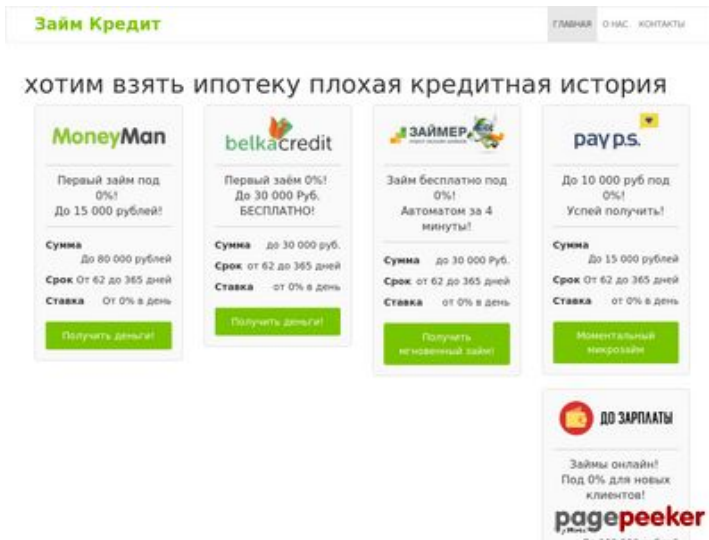 Займ Кредит
ГЛАВНАЯ О НАС КОНТАКТЫ
хотим взять ипотеку плохая кредитная история
MoneyMan
Первый займ под
0%!
До 15 000 рублей!
Сумма
До 80 000 рублей
Срок От 62 до 365 дней
Ставка От 0% в день
Получить деньги!
belkacredit
Первый заём 0%!
До 30 000 Руб.
БЕСПЛАТНО!
Сумма до 30 000 руб.
Срок от 62 до 365 дней
Ставка от 0% в день
Получить деньги!
ЗАЙМЕР
Займ бесплатно под
0%!
Автоматом за 4
минуты!
Сумма до 30 000 Руб.
Срок от 62 до 365 дней
Ставка от 0% в день
Получить
мгновенный займ!
pay p.s.
До 10 000 руб под
0%!
Успей получить!
Сумма
До 15 000 рублей
Срок От 62 до 365 дней
Ставка от 0% в день
Моментальный
микрозайм
ДО ЗАРПЛАТЫ
Займы онлайн!
Под 0% для новых
клиентов!
pagepeeker